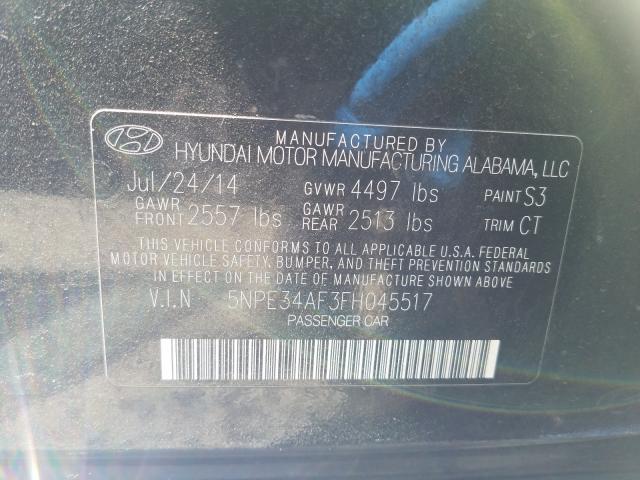 MANUFACTURED BY
HYUNDAI MOTOR MANUFACTURING ALABAMA, LLC
Jul/24/14 GVWR 4497 lbs PAINT S3
GAWR FRONT 2557 lbs GAWR REAR 2513 lbs TRIM CT
THIS VEHICLE CONFORMS TO ALL APPLICABLE U.S.A. FEDERAL
MOTOR VEHICLE SAFETY, BUMPER, AND THEFT PREVENTION STANDARDS
IN EFFECT ON THE DATE OF MANUFACTURE SHOWN ABOVE
V.I.N 5NPE34AF3FH045517
PASSENGER CAR